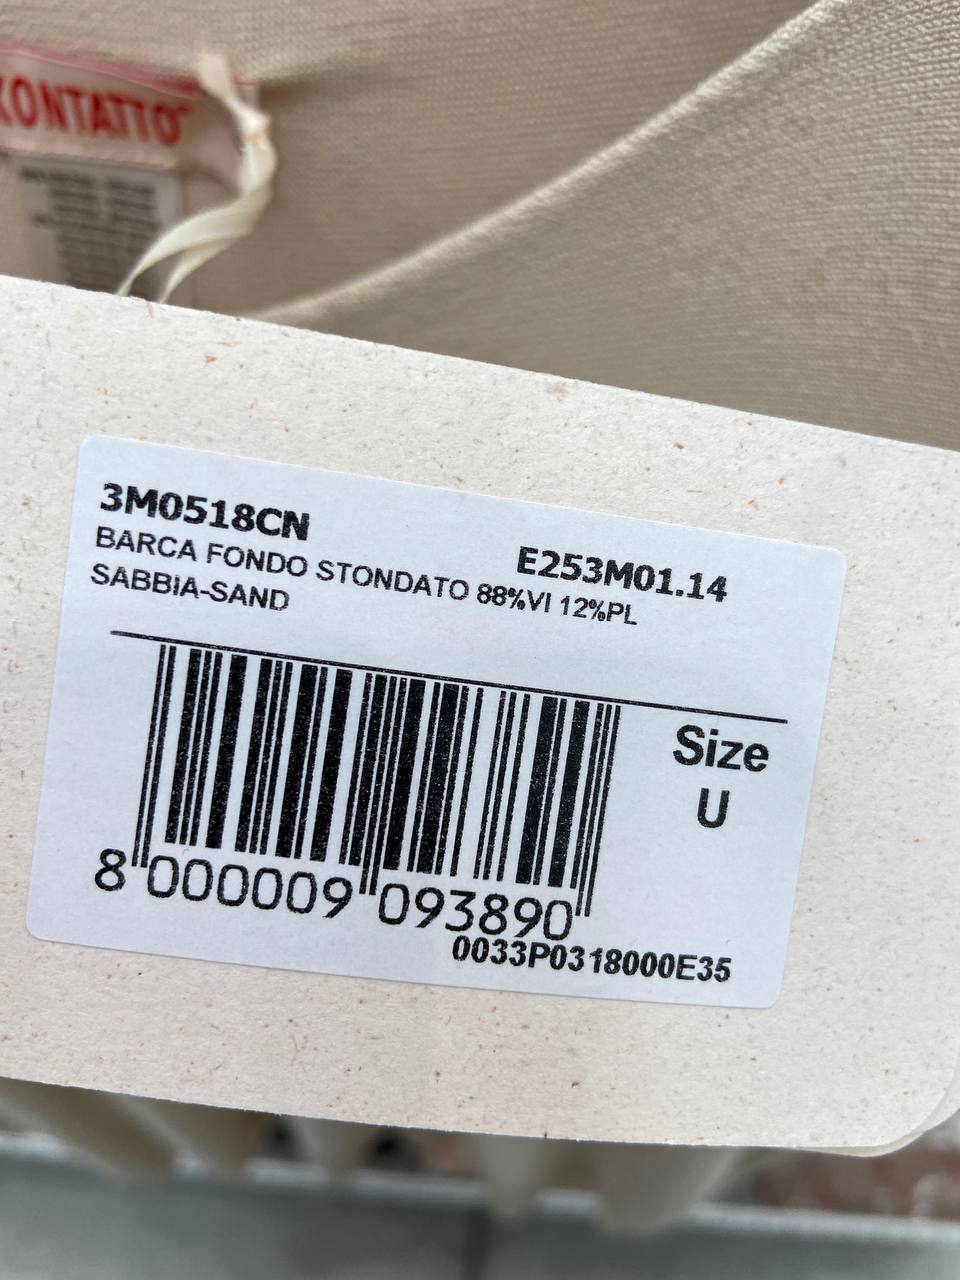 KONTATTO
3M0518CN
E253M01.14
BARCA FONDO STONDATO 88%VI 12%PL
SABBIA-SAND
Size
U
8 000009 093890
0033P0318000E35